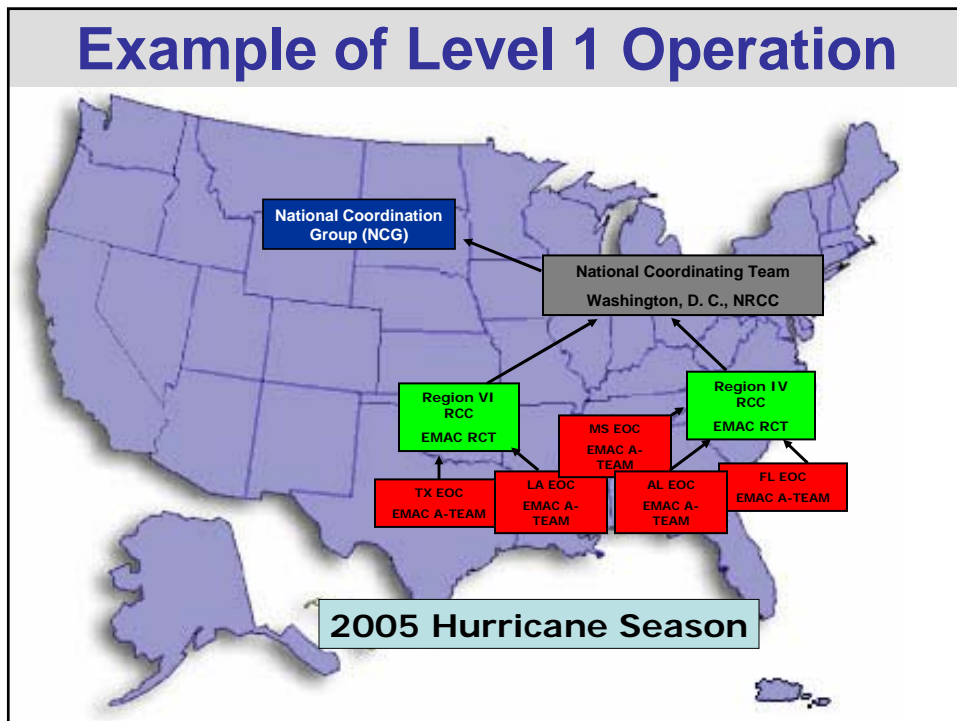 Example of Level 1 Operation
National Coordination
Group (NCG)
National Coordinating Team
Washington, D. C., NRCC
Region VI
RCC
EMAC RCT
Region IV
RCC
EMAC RCT
MS EOC
EMAC A-
TEAM
TX EOC
EMAC A-TEAM
LA EOC
EMAC A-
TEAM
AL EOC
EMAC A-
TEAM
FL EOC
EMAC A-TEAM
2005 Hurricane Season